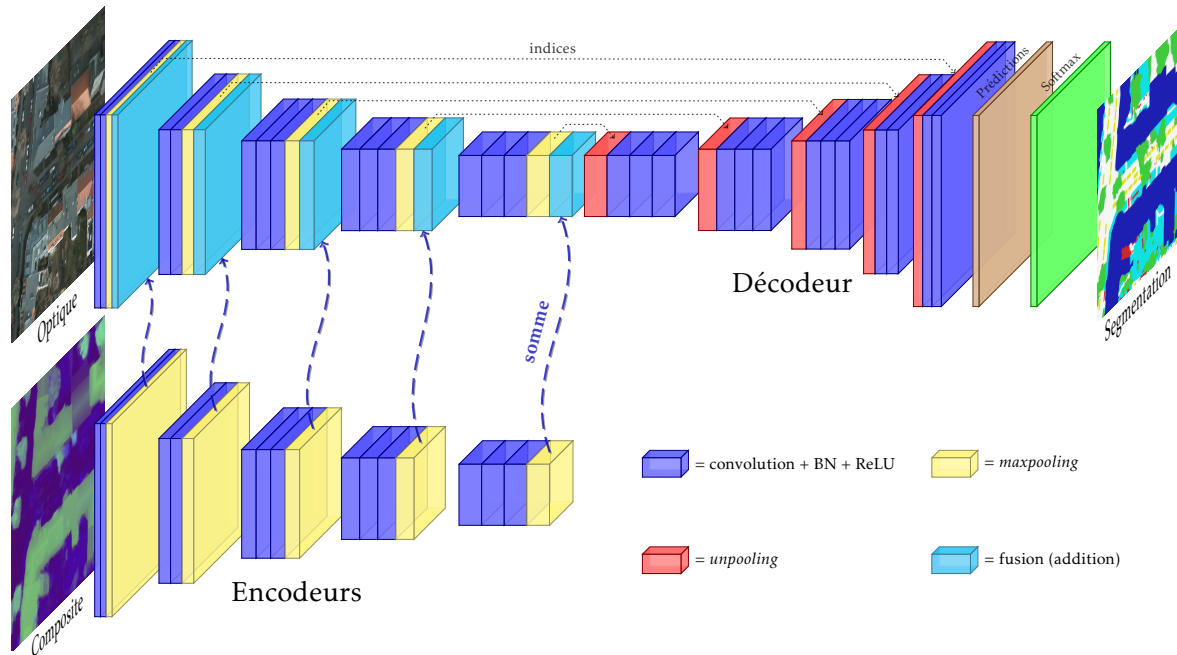 indices
Prédictions
Softmax
Optique
Décodeur
Segmentation
somme
Composite
Encodeurs
= convolution + BN + ReLU
= maxpooling
= unpooling
= fusion (addition)